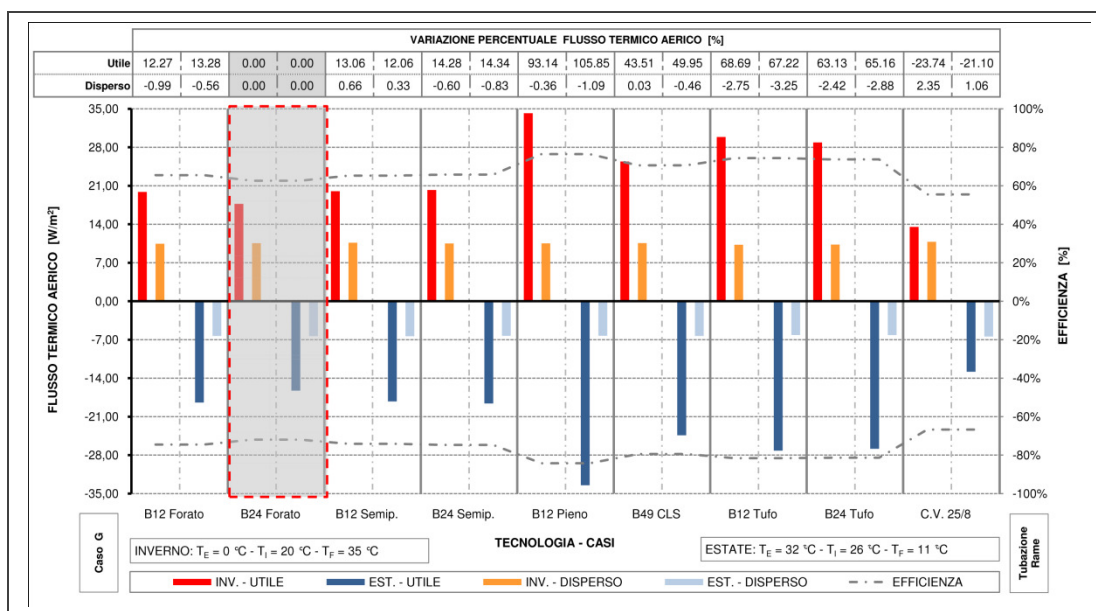 VARIAZIONE PERCENTUALE FLUSSO TERMICO AERICO [%]
Utile 12.27 13.28 0.00 0.00 13.06 12.06 14.28 14.34 93.14 105.85 43.51 49.95 68.69 67.22 63.13 65.16 -23.74 -21.10
Disperso -0.99 -0.56 0.00 0.00 0.66 0.33 -0.60 -0.83 -0.36 -1.09 0.03 -0.46 -2.75 -3.25 -2.42 -2.88 2.35 1.06
FLUSSO TERMICO AERICO [W/m²]
35,00
28,00
21,00
14,00
7,00
0,00
-7,00
-14,00
-21,00
-28,00
-35,00
100%
80%
60%
40%
20%
0%
-20%
-40%
-60%
-80%
-100%
EFFICIENZA [%]
B12 Forato B24 Forato B12 Semip. B24 Semip. B12 Pieno B49 CLS B12 Tufo B24 Tufo C.V. 25/8
Caso G
INVERNO: TE = 0 °C - TI = 20 °C - TF = 35 °C
TECNOLOGIA - CASI
ESTATE: TE = 32 °C - TI = 26 °C - TF = 11 °C
Tubazione
Rame
INV. - UTILE EST. - UTILE INV. - DISPERSO EST. - DISPERSO EFFICIENZA